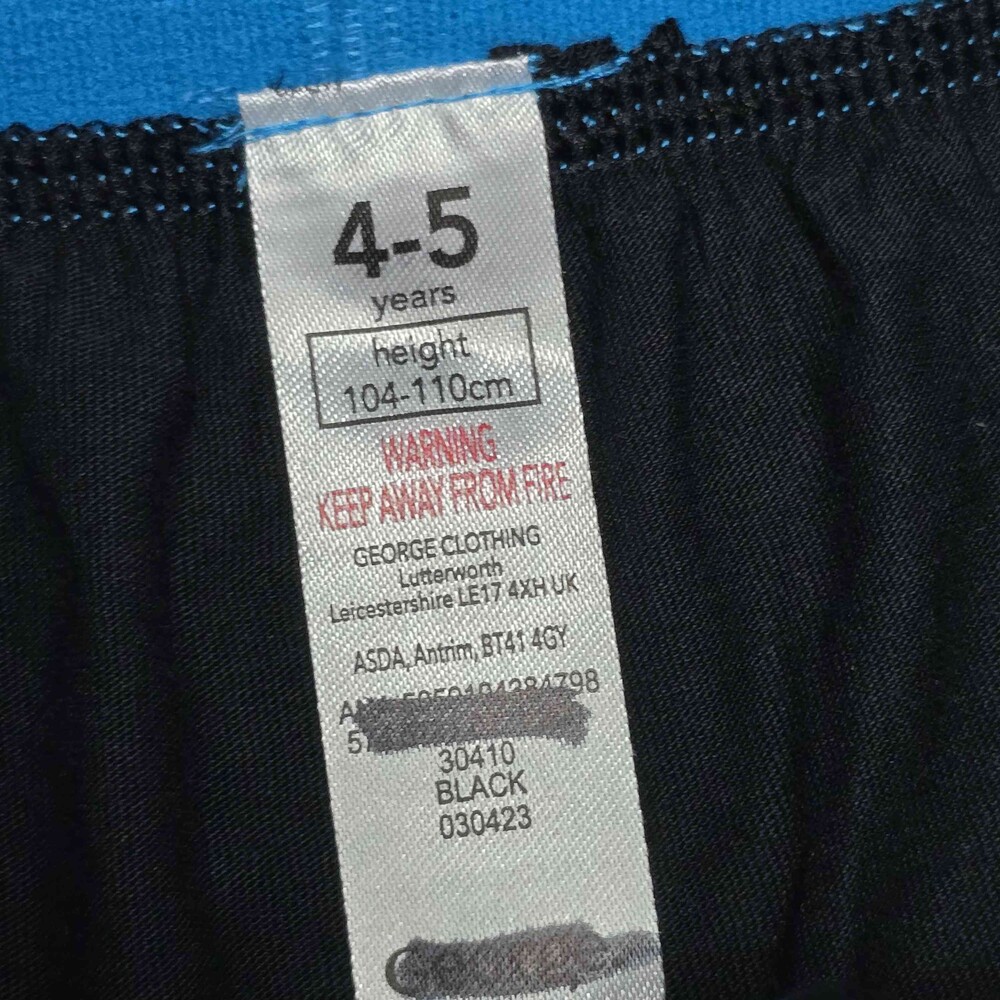 4-5
years
height
104-110cm
WARNING
KEEP AWAY FROM FIRE
GEORGE CLOTHING
Lutterworth
Leicestershire LE17 4XH UK
ASDA, Antrim, BT41 4GY
30410
BLACK
030423